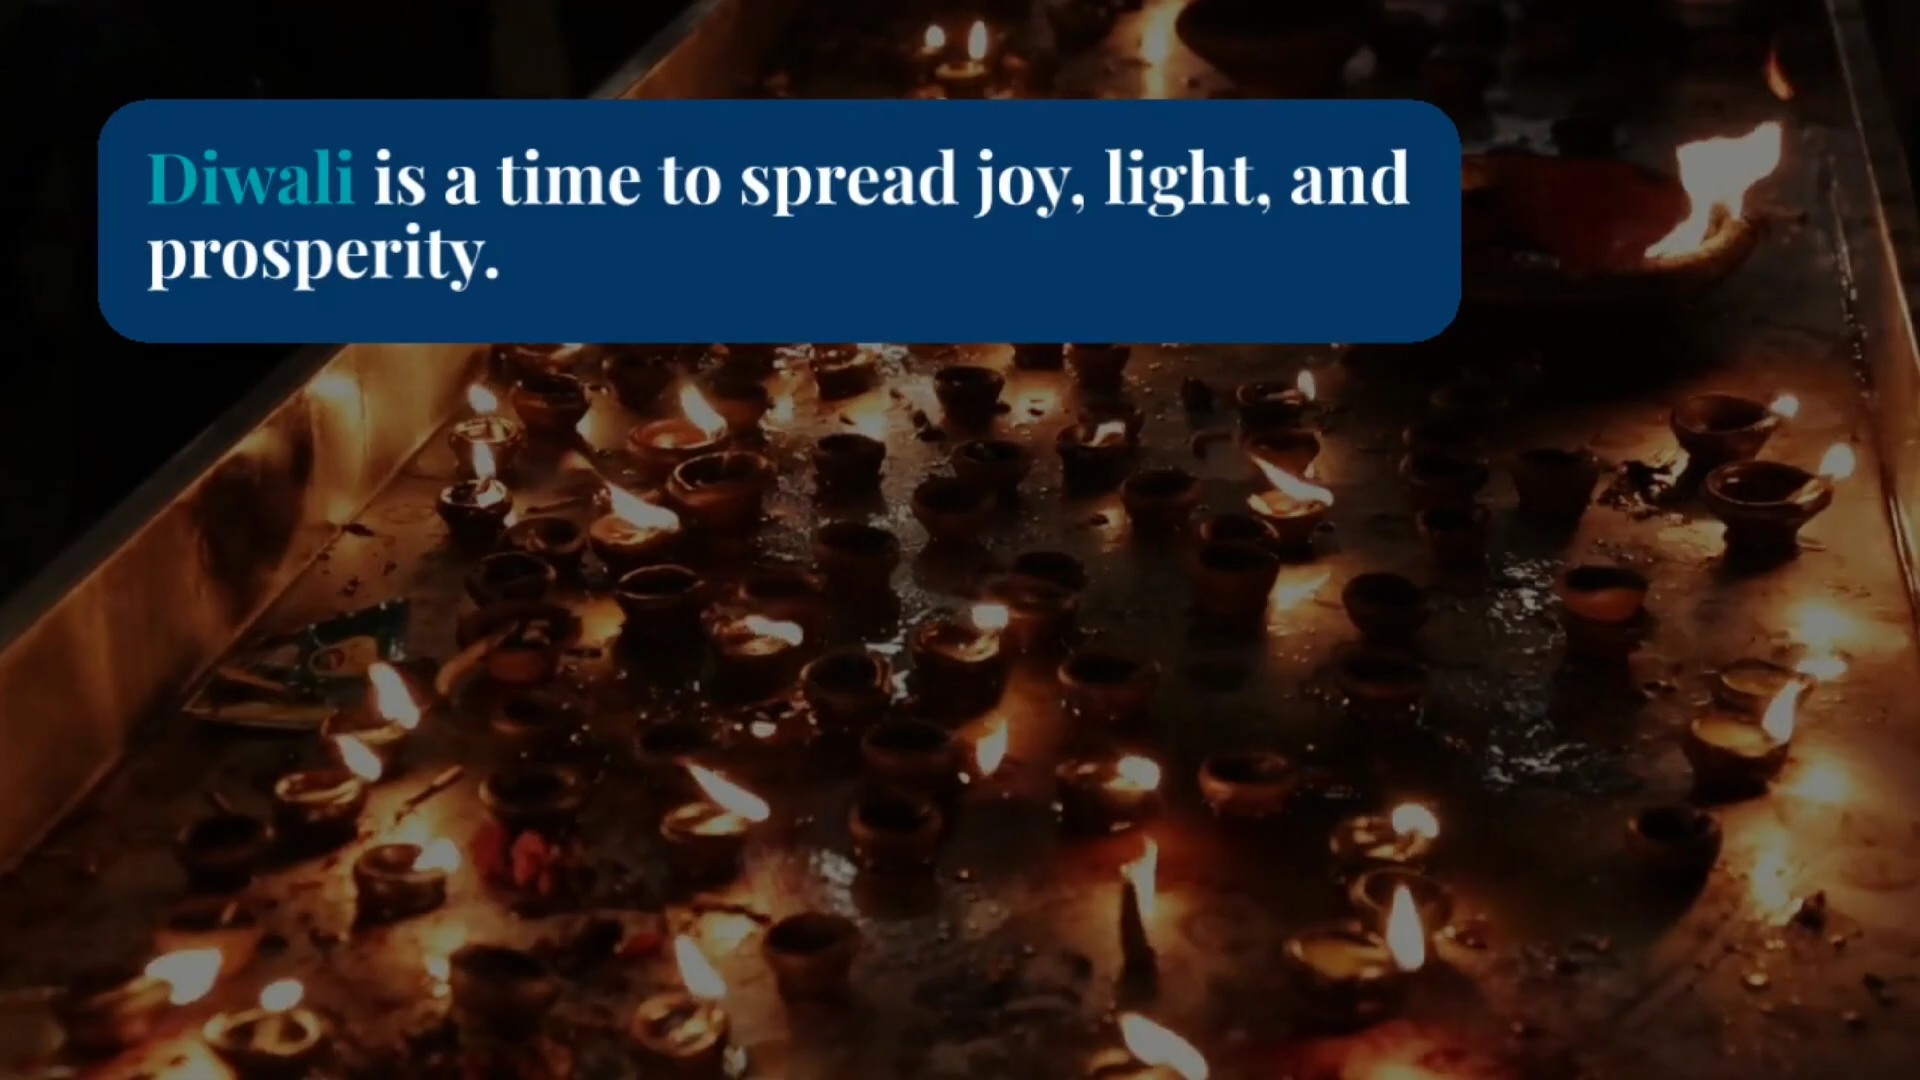 Diwali is a time to spread joy, light, and
prosperity.